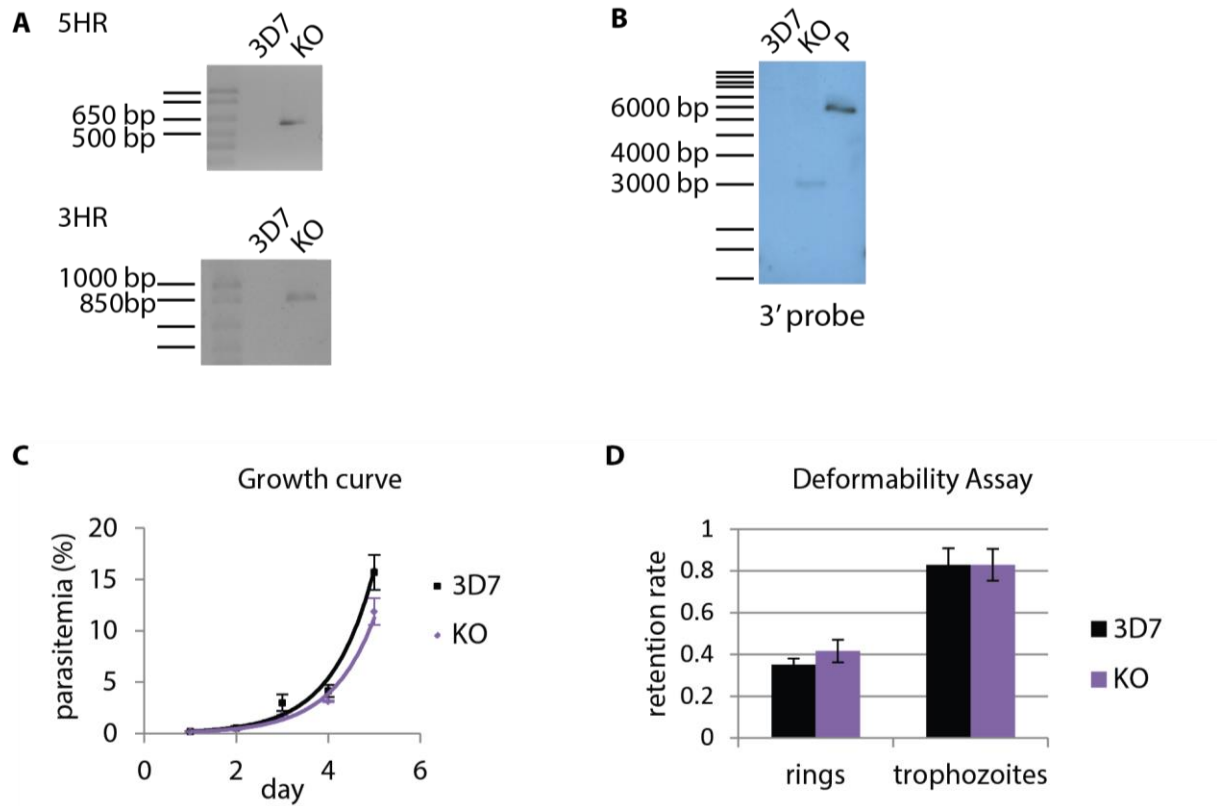 A 5HR
3D7 KO
650 bp
500 bp
3HR
3D7 KO
1000 bp
850bp
B
3D7 KO P
6000 bp
4000 bp
3000 bp
3' probe
C
Growth curve
parasitemia (%)
20
15
10
5
0
0 2 4 6
day
3D7
KO
D
Deformability Assay
retention rate
1
0.8
0.6
0.4
0.2
0
rings trophozoites
3D7
KO